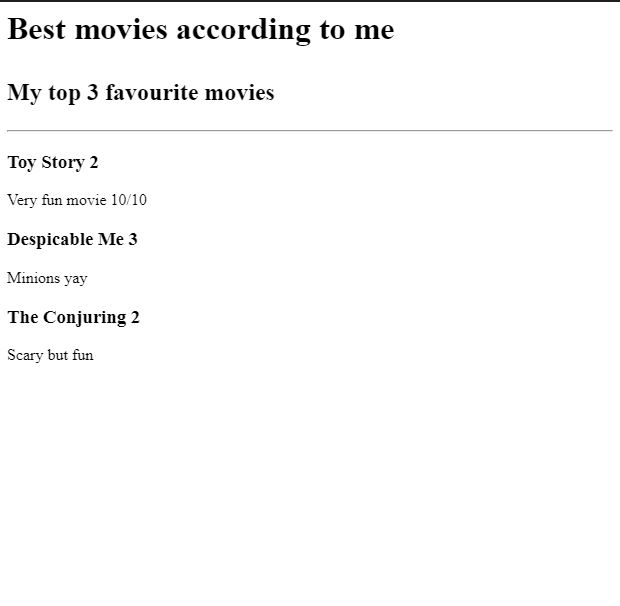 Best movies according to me
My top 3 favourite movies
Toy Story 2
Very fun movie 10/10
Despicable Me 3
Minions yay
The Conjuring 2
Scary but fun